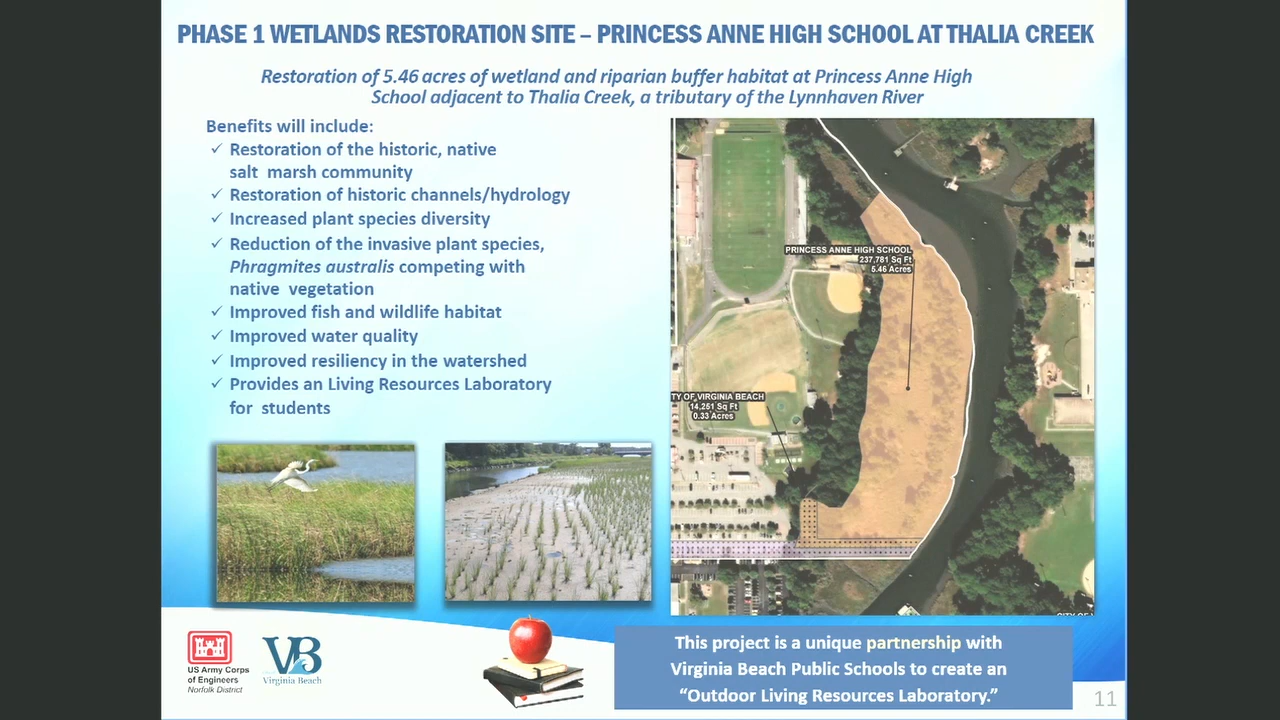 PHASE 1 WETLANDS RESTORATION SITE – PRINCESS ANNE HIGH SCHOOL AT THALIA CREEK
Restoration of 5.46 acres of wetland and riparian buffer habitat at Princess Anne High
School adjacent to Thalia Creek, a tributary of the Lynnhaven River
Benefits will include:
✓ Restoration of the historic, native
salt marsh community
✓ Restoration of historic channels/hydrology
✓ Increased plant species diversity
✓ Reduction of the invasive plant species,
Phragmites australis competing with
native vegetation
✓ Improved fish and wildlife habitat
✓ Improved water quality
✓ Improved resiliency in the watershed
✓ Provides an Living Resources Laboratory
for students
PRINCESS ANNE HIGH SCHOOL
237,781 Sq Ft
5.46 Acres
TY OF VIRGINIA BEACH
14,251 Sq Ft
0.33 Acres
US Army Corps
of Engineers
Norfolk District
VB
Virginia Beach
This project is a unique partnership with
Virginia Beach Public Schools to create an
“Outdoor Living Resources Laboratory.”
11